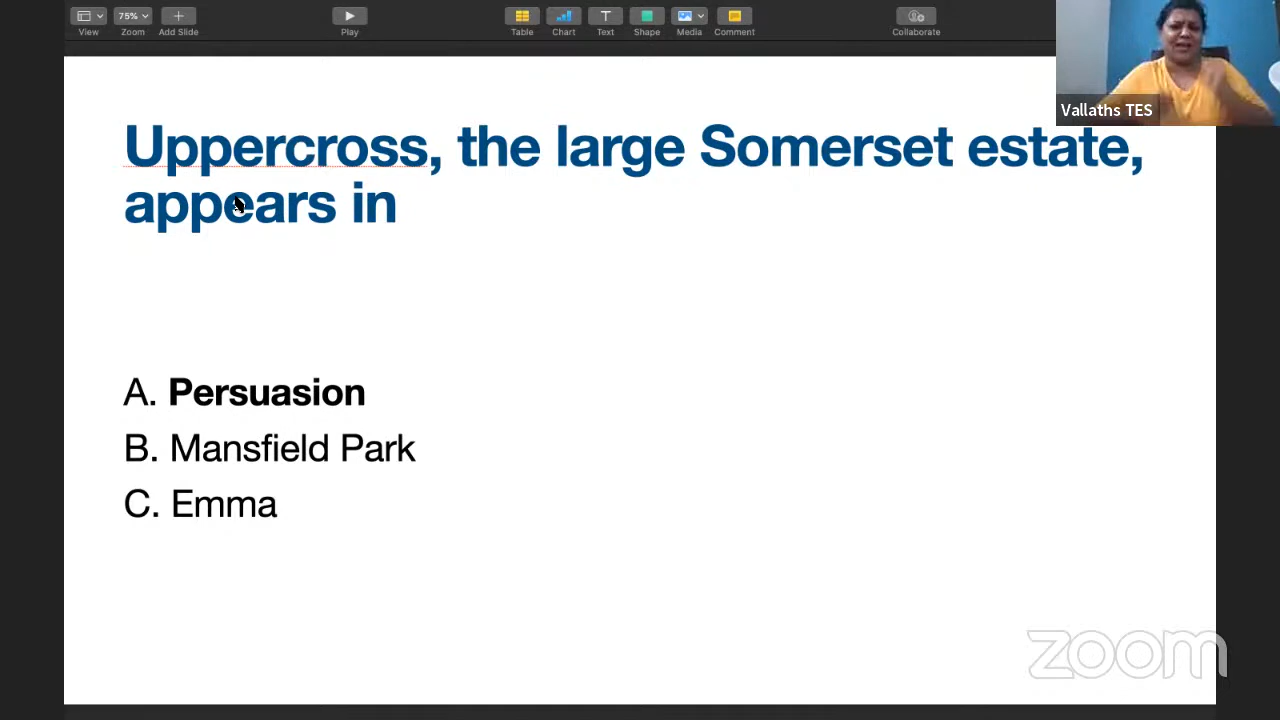 View
75%
Zoom
Add Slide
Play
Table
Chart
Text
Shape
Media
Comment
Collaborate
Vallaths TES
Uppercross, the large Somerset estate,
appears in
A. Persuasion
B. Mansfield Park
C. Emma
zoom